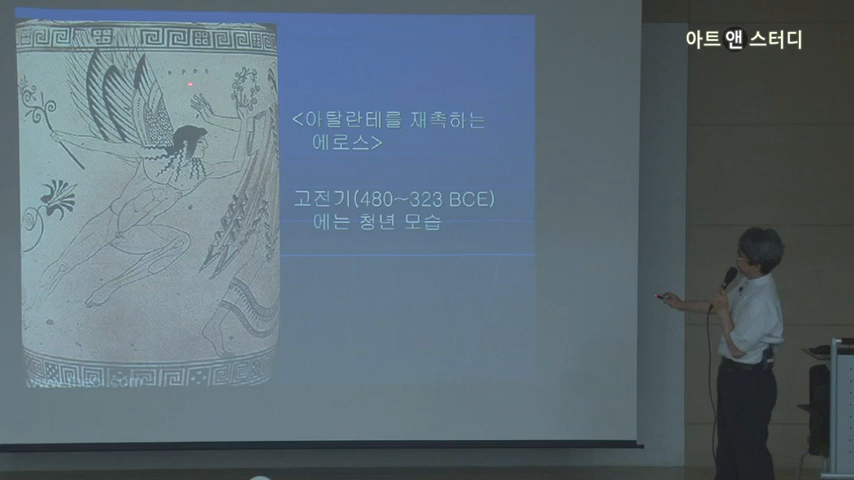 아트앤스터디
<아탈란테를 재촉하는
에로스>
고전기(480~323 BCE)
에는 청년 모습